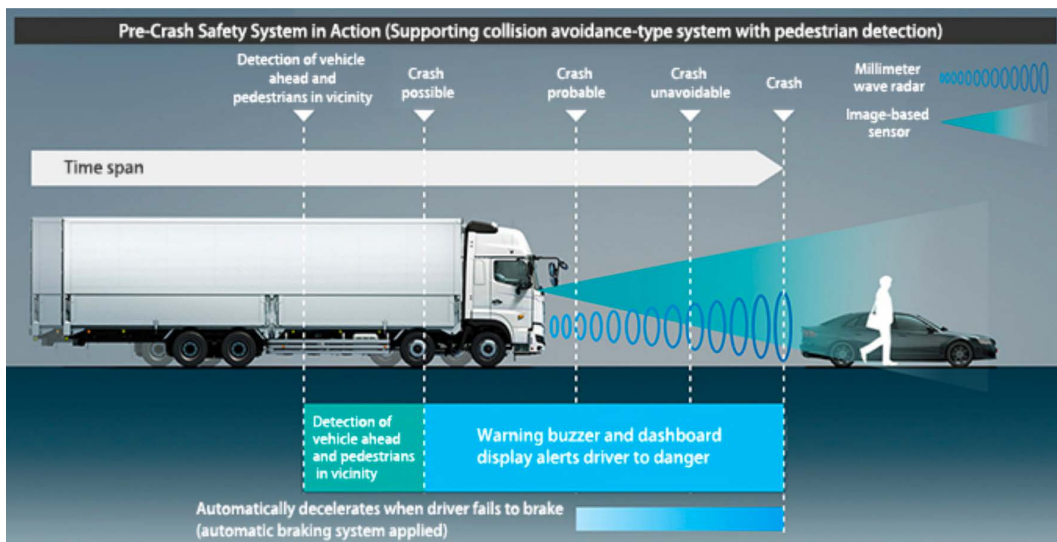 Pre-Crash Safety System in Action (Supporting collision avoidance-type system with pedestrian detection)
Detection of vehicle
ahead and
pedestrians in vicinity
Crash
possible
Crash
probable
Crash
unavoidable
Crash
Millimeter
wave radar
Image-based
sensor
Time span
Detection of
vehicle ahead
and pedestrians
in vicinity
Warning buzzer and dashboard
display alerts driver to danger
Automatically decelerates when driver fails to brake
(automatic braking system applied)